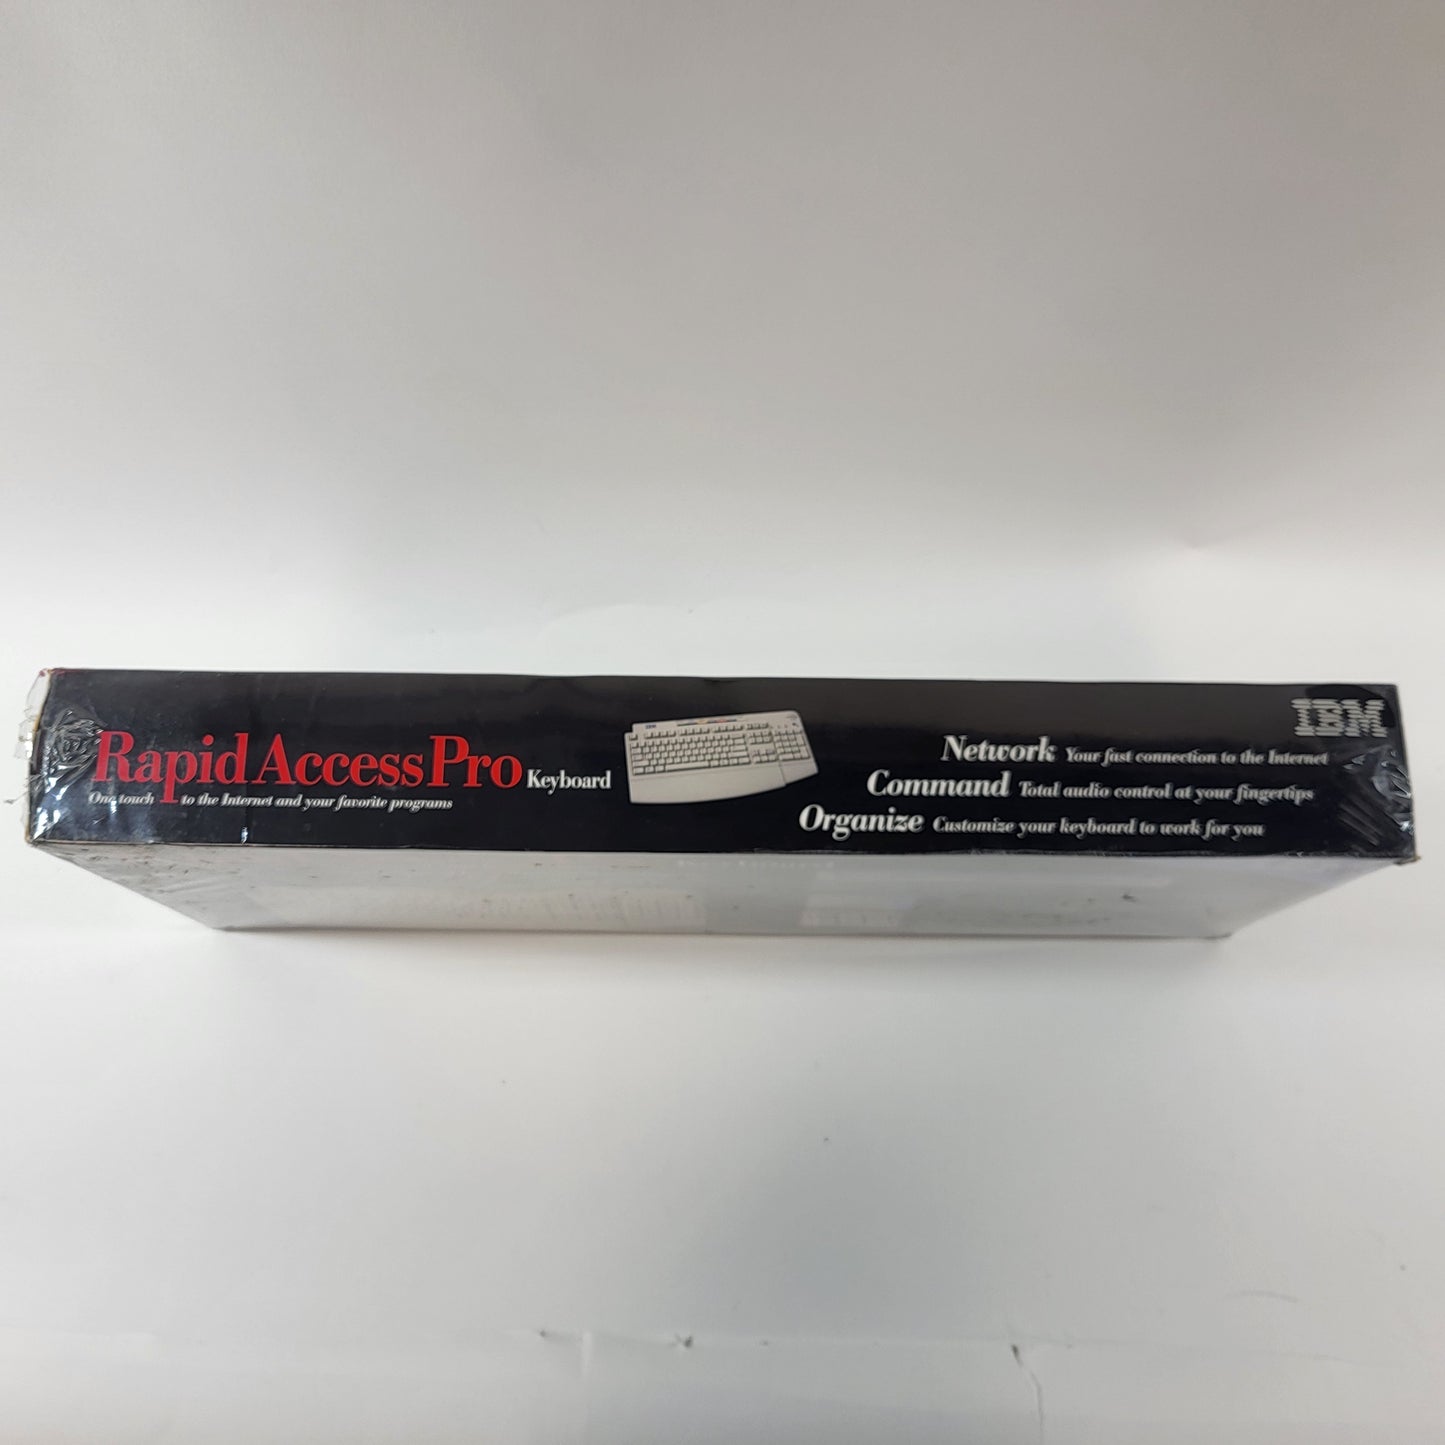 Rapid Access Pro Keyboard
One touch to the Internet and your favorite programs
IBM
Network Your fast connection to the Internet
Command Total audio control at your fingertips
Organize Customize your keyboard to work for you